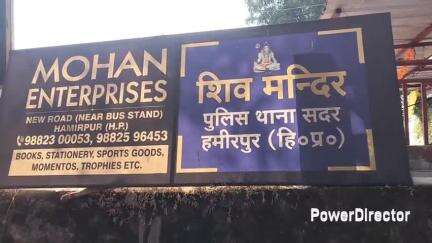 MOHAN
ENTERPRISES
NEW ROAD (NEAR BUS STAND)
HAMIRPUR (H.P.)
98823 00053, 98825 96453
BOOKS, STATIONERY, SPORTS GOODS,
MOMENTOS, TROPHIES ETC.
शिव मन्दिर
पुलिस थाना सदर
हमीरपुर (हि०प्र०)
PowerDirector